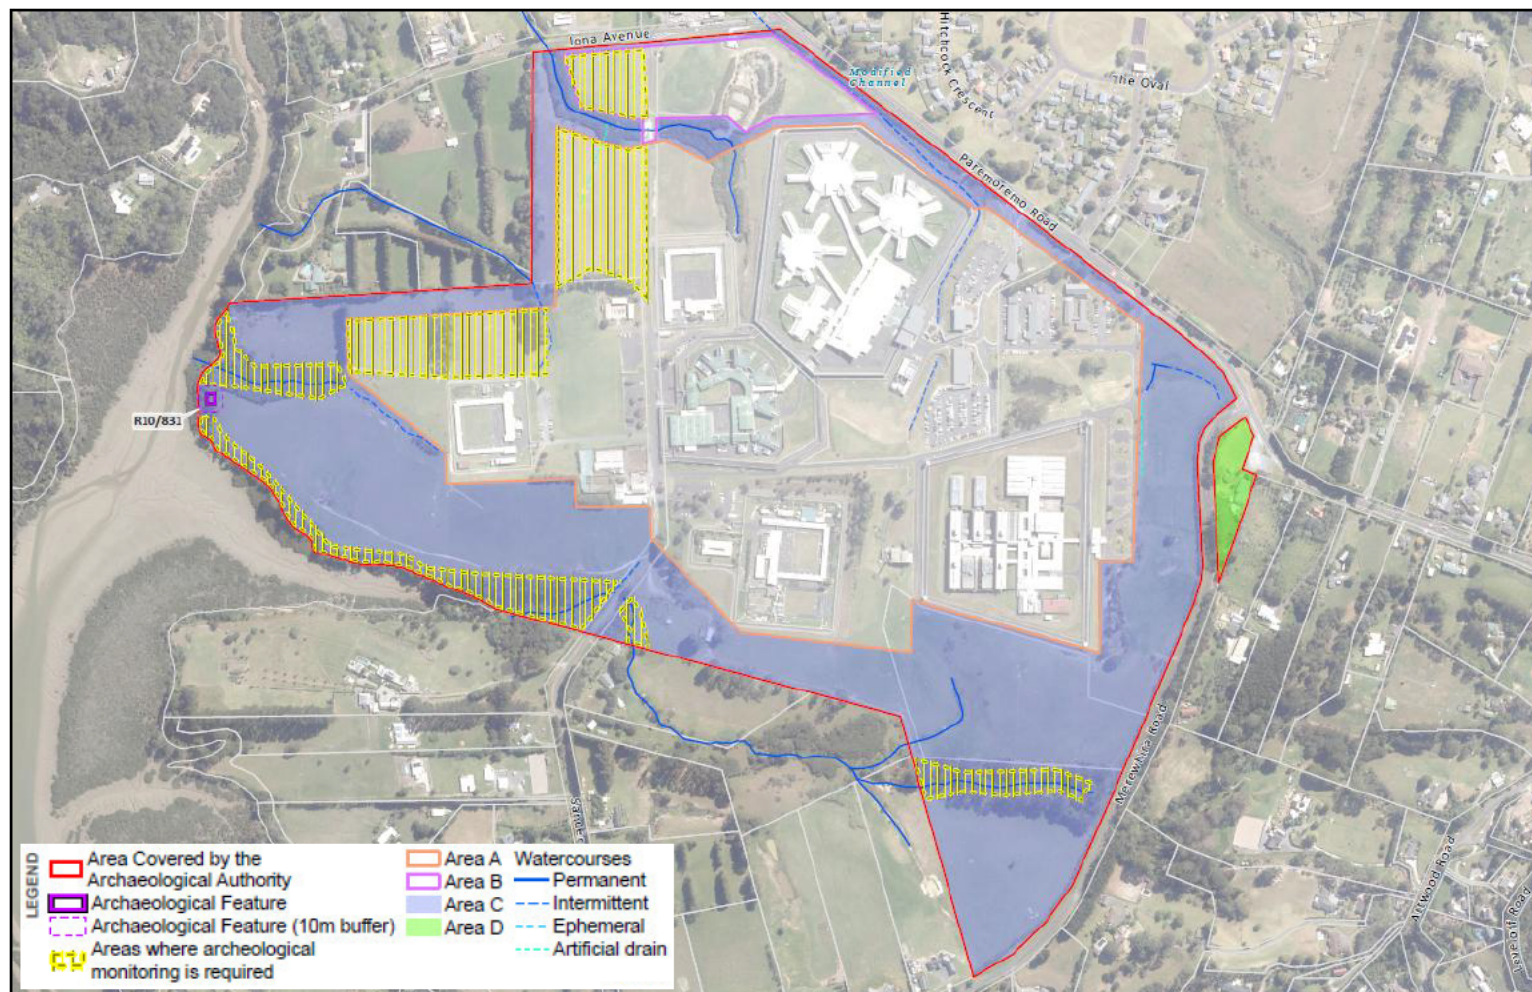 Iona Avenue
Hitchcock Crescent
The Oval
Modified
Channel
Paremoremo Road
R10/831
Merewhira Road
Attwood Road
LEGEND
Area Covered by the
Archaeological Authority
Archaeological Feature
Archaeological Feature (10m buffer)
Areas where archeological
monitoring is required
Area A
Area B
Area C
Area D
Watercourses
Permanent
Intermittent
Ephemeral
Artificial drain